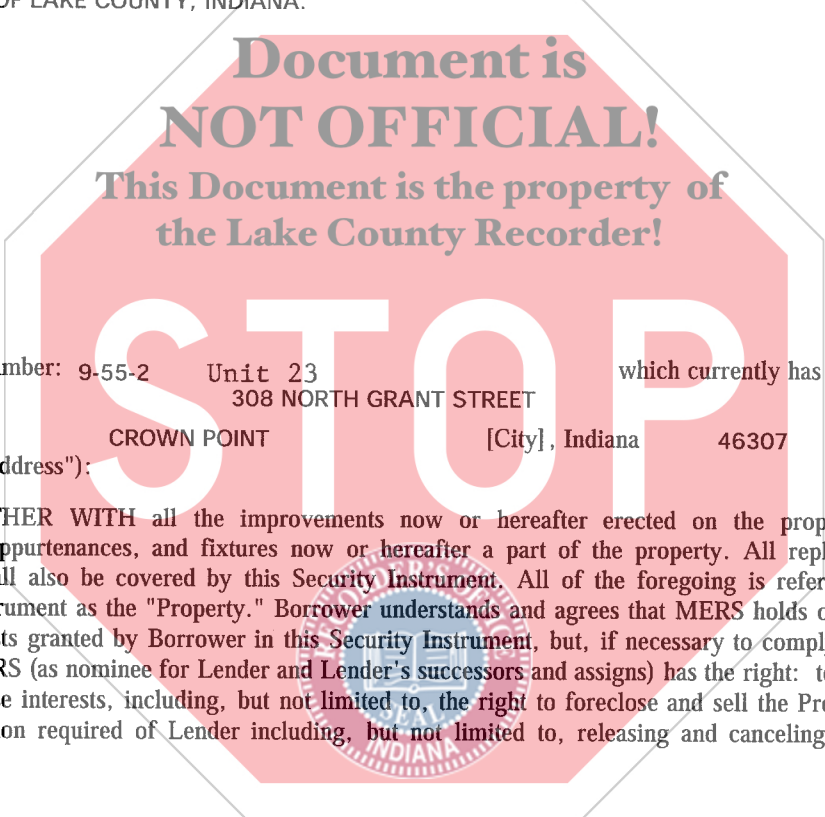 OF LAKE COUNTY, INDIANA.
Document is
NOT OFFICIAL!
This Document is the property of
the Lake County Recorder!
STOP
mber: 9-55-2 Unit 23 which currently has
308 NORTH GRANT STREET
CROWN POINT [City], Indiana 46307
ddress"):
HER WITH all the improvements now or hereafter erected on the prop
ppurtenances, and fixtures now or hereafter a part of the property. All repl
ll also be covered by this Security Instrument. All of the foregoing is refer
rument as the "Property." Borrower understands and agrees that MERS holds o
ts granted by Borrower in this Security Instrument, but, if necessary to compl
RS (as nominee for Lender and Lender's successors and assigns) has the right: t
e interests, including, but not limited to, the right to foreclose and sell the Pro
on required of Lender including, but not limited to, releasing and canceling
RECORDER'S OFFICE
SEAL
INDIANA